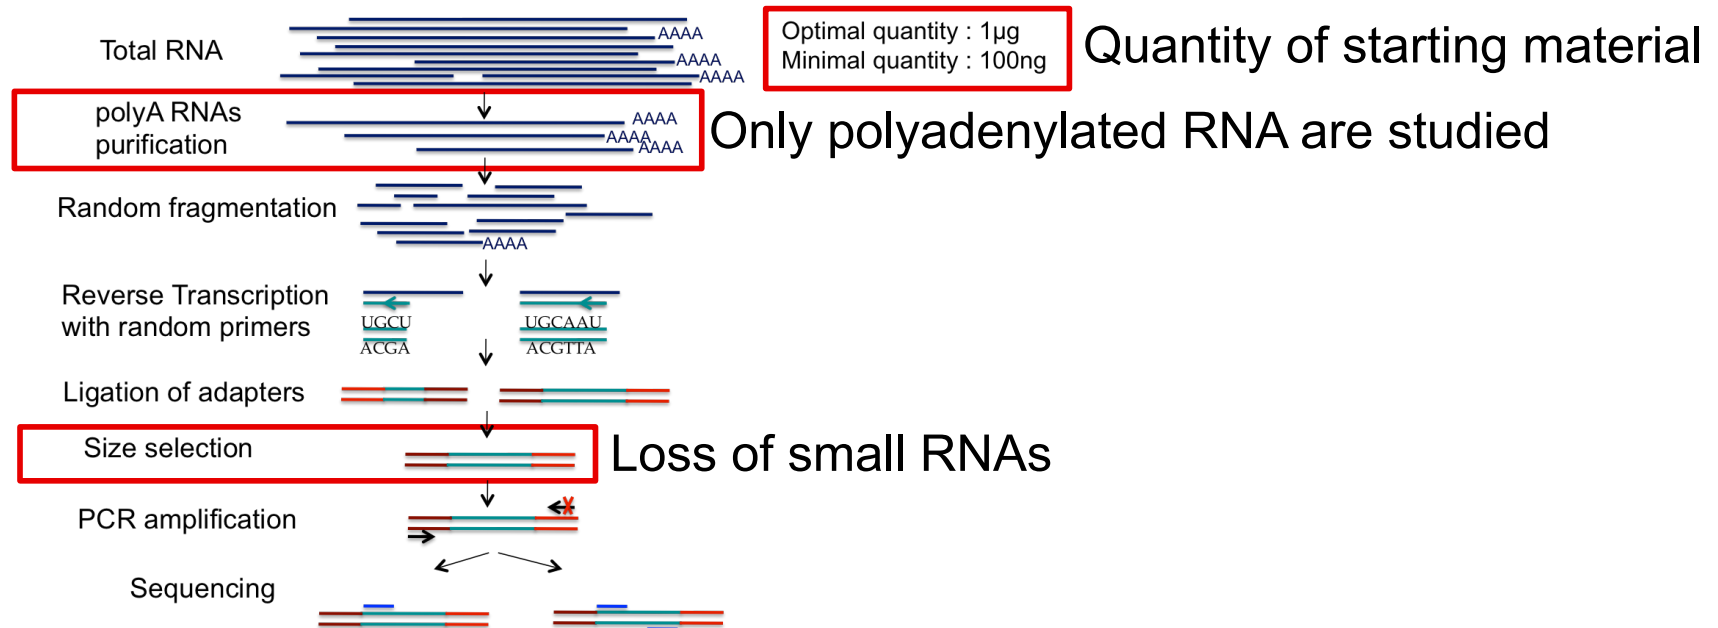 Total RNA
AAAA
AAAA
AAAA
Optimal quantity : 1µg
Minimal quantity : 100ng
Quantity of starting material
polyA RNAs
purification
AAAA
AAAA
AAAA
Only polyadenylated RNA are studied
Random fragmentation
AAAA
Reverse Transcription
with random primers
UGCU
ACGA
UGCAAU
ACGTTA
Ligation of adapters
Size selection
Loss of small RNAs
PCR amplification
Sequencing